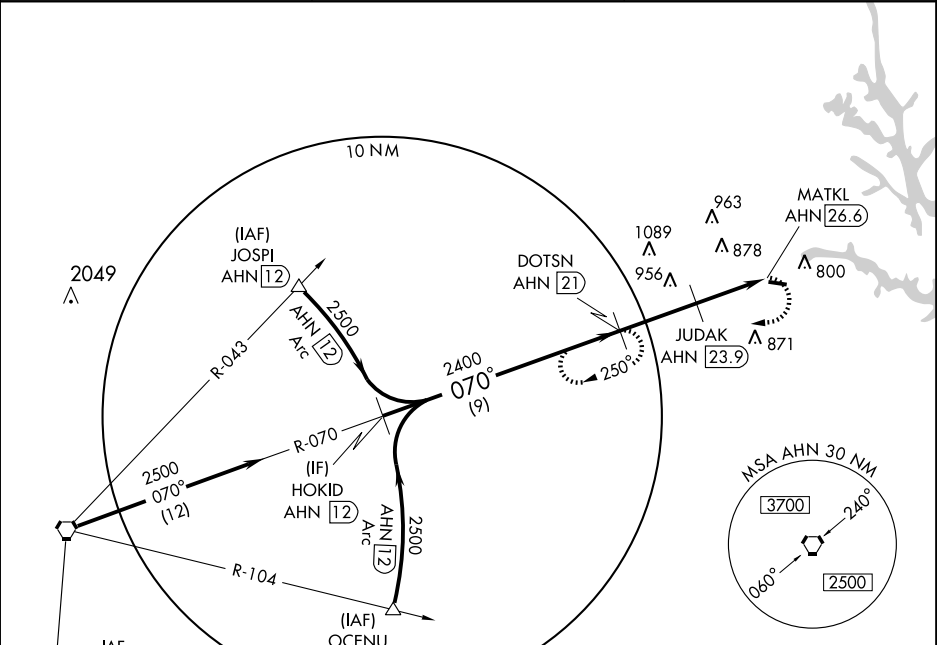 10 NM
963
MATKL
AHN 26.6
1089
878
(IAF)
JOSPI
AHN 12
DOTSN
AHN 21
956
800
2049
2500
AHN 12
Arc
JUDAK
AHN 23.9
871
R-043
2400
070°
(9)
250°
R-070
2500
070°
(12)
(IF)
HOKID
AHN 12
MSA AHN 30 NM
3700
240°
060°
2500
AHN 12
Arc
2500
R-104
(IAF)
OCENU
IAF